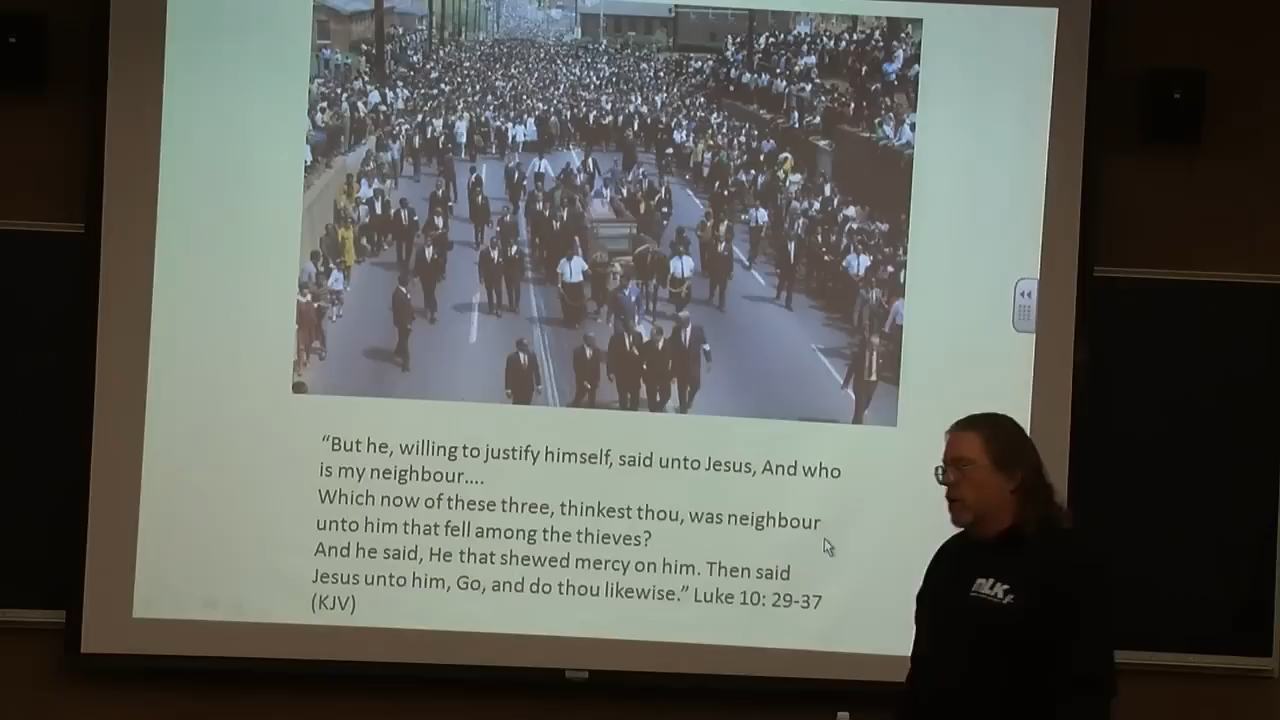 “But he, willing to justify himself, said unto Jesus, And who
is my neighbour....
Which now of these three, thinkest thou, was neighbour
unto him that fell among the thieves?
And he said, He that shewed mercy on him. Then said
Jesus unto him, Go, and do thou likewise.” Luke 10: 29-37
(KJV)
MLK